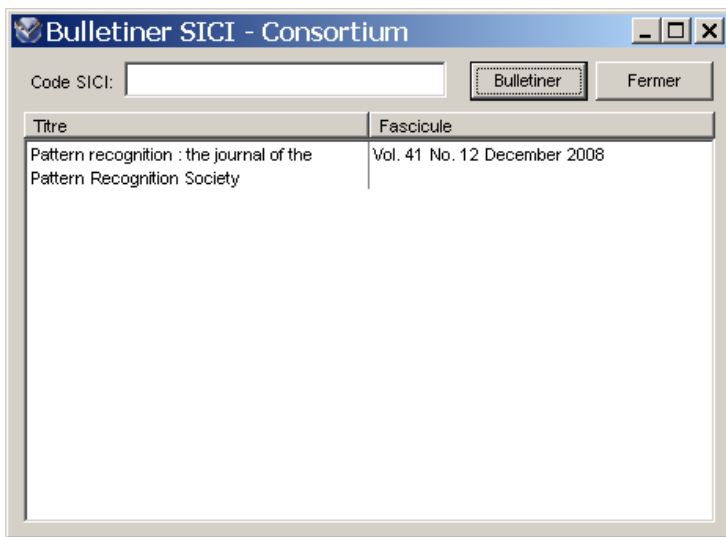 Bulletiner SICI - Consortium
Code SICI: Bulletiner Fermer
Titre Fascicule
Pattern recognition : the journal of the Vol. 41 No. 12 December 2008
Pattern Recognition Society